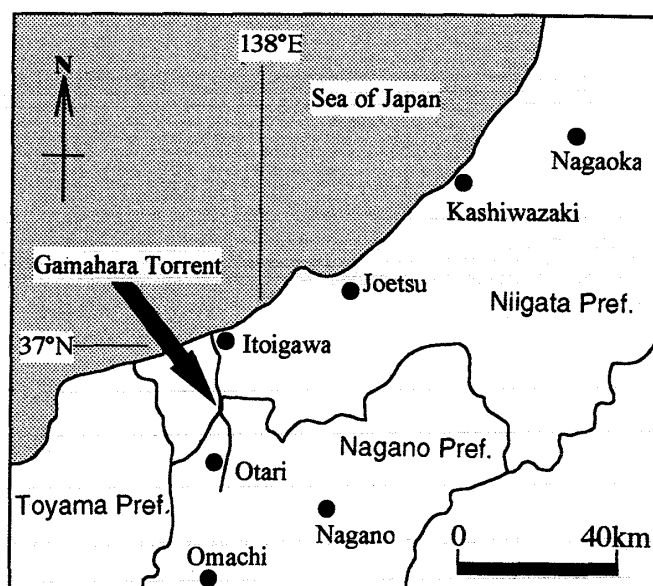 138°E
N
Sea of Japan
Nagaoka
Kashiwazaki
Gamahara Torrent
Joetsu
Niigata Pref.
37°N
Itoigawa
Nagano Pref.
Otari
Toyama Pref.
Nagano
0 40km
Omachi